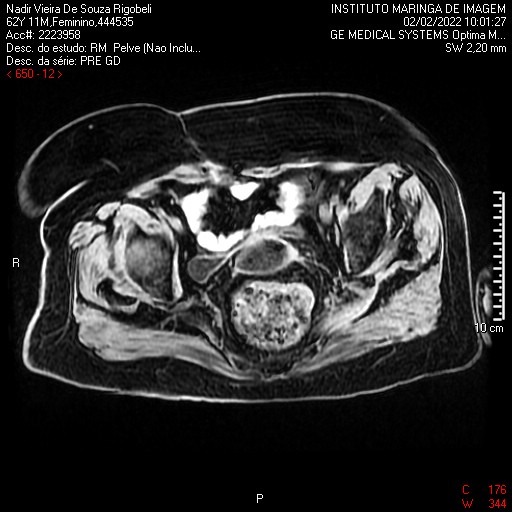 Nadir Vieira De Souza Rigobeli
62Y 11M,Feminino,444535
Acc#: 2223958
Desc. do estudo: RM  Pelve (Nao Inclu...
Desc. da série: PRE GD
< 650 - 12 >
INSTITUTO MARINGA DE IMAGEM
02/02/2022 10:01:27
GE MEDICAL SYSTEMS Optima M...
SW 2,20 mm
R
10 cm
P
C 176
W 344